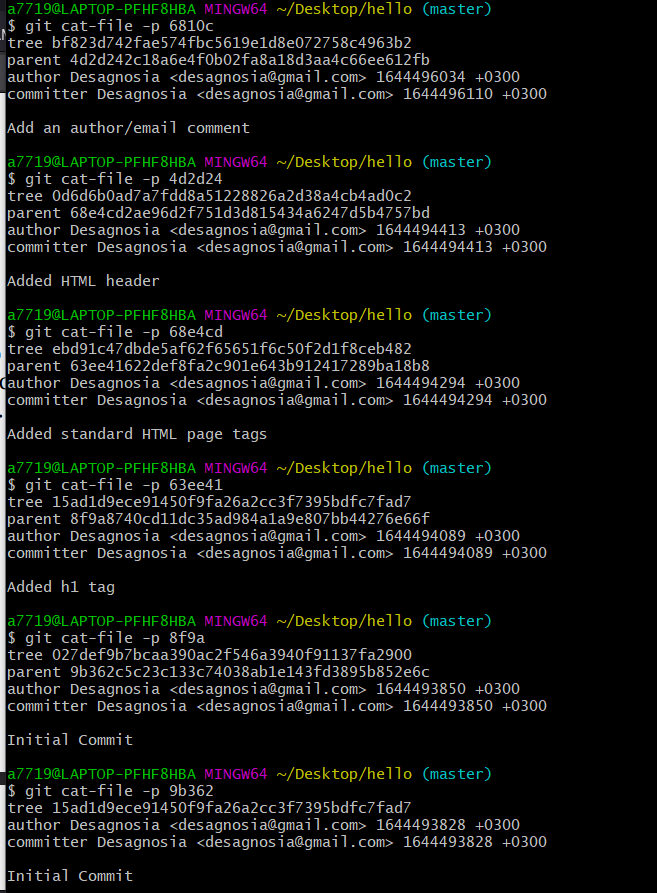 a7719@LAPTOP-PFHF8HBA MINGW64 ~/Desktop/hello (master)
$ git cat-file -p 6810c
tree bf823d742fae574fbc5619e1d8e072758c4963b2
parent 4d2d242c18a6e4f0b02fa8a18d3aa4c66ee612fb
author Desagnosia <desagnosia@gmail.com> 1644496034 +0300
committer Desagnosia <desagnosia@gmail.com> 1644496110 +0300
Add an author/email comment
a7719@LAPTOP-PFHF8HBA MINGW64 ~/Desktop/hello (master)
$ git cat-file -p 4d2d24
tree 0d6d6b0ad7a7fdd8a51228826a2d38a4cb4ad0c2
parent 68e4cd2ae96d2f751d3d815434a6247d5b4757bd
author Desagnosia <desagnosia@gmail.com> 1644494413 +0300
committer Desagnosia <desagnosia@gmail.com> 1644494413 +0300
Added HTML header
a7719@LAPTOP-PFHF8HBA MINGW64 ~/Desktop/hello (master)
$ git cat-file -p 68e4cd
tree ebd91c47dbde5af62f65651f6c50f2d1f8ceb482
parent 63ee41622def8fa2c901e643b912417289ba18b8
author Desagnosia <desagnosia@gmail.com> 1644494294 +0300
committer Desagnosia <desagnosia@gmail.com> 1644494294 +0300
Added standard HTML page tags
a7719@LAPTOP-PFHF8HBA MINGW64 ~/Desktop/hello (master)
$ git cat-file -p 63ee41
tree 15ad1d9ece91450f9fa26a2cc3f7395bdfc7fad7
parent 8f9a8740cd11dc35ad984a1a9e807bb44276e66f
author Desagnosia <desagnosia@gmail.com> 1644494089 +0300
committer Desagnosia <desagnosia@gmail.com> 1644494089 +0300
Added h1 tag
a7719@LAPTOP-PFHF8HBA MINGW64 ~/Desktop/hello (master)
$ git cat-file -p 8f9a
tree 027def9b7bcaa390ac2f546a3940f91137fa2900
parent 9b362c5c23c133c74038ab1e143fd3895b852e6c
author Desagnosia <desagnosia@gmail.com> 1644493850 +0300
committer Desagnosia <desagnosia@gmail.com> 1644493850 +0300
Initial Commit
a7719@LAPTOP-PFHF8HBA MINGW64 ~/Desktop/hello (master)
$ git cat-file -p 9b362
tree 15ad1d9ece91450f9fa26a2cc3f7395bdfc7fad7
author Desagnosia <desagnosia@gmail.com> 1644493828 +0300
committer Desagnosia <desagnosia@gmail.com> 1644493828 +0300
Initial Commit